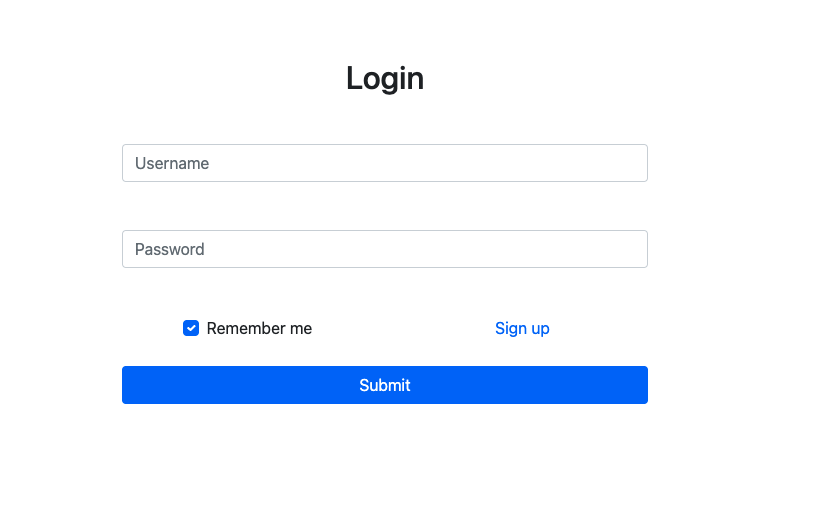 Login
Username
Password
Remember me Sign up
Submit